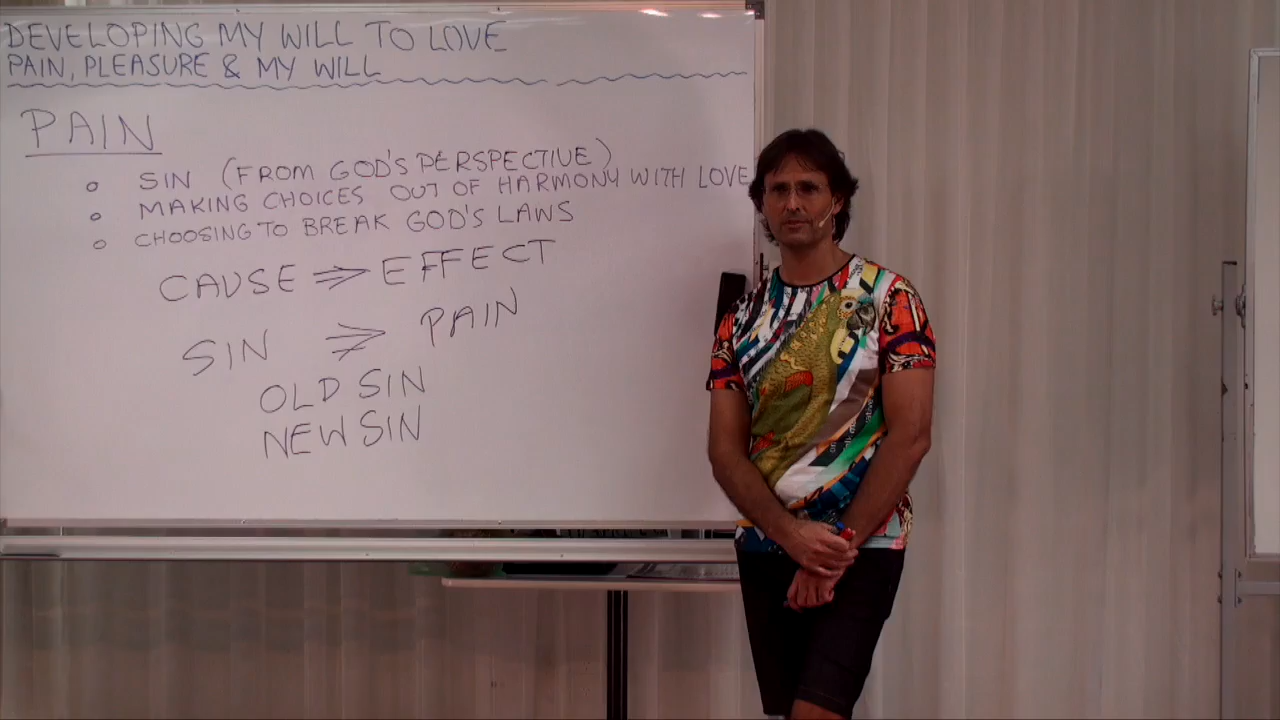 DEVELOPING MY WILL TO LOVE
PAIN, PLEASURE & MY WILL
PAIN
SIN (FROM GOD'S PERSPECTIVE)
MAKING CHOICES OUT OF HARMONY WITH LOVE
CHOOSING TO BREAK GOD'S LAWS
CAUSE ⇒ EFFECT
SIN ⇒ PAIN
OLD SIN
NEW SIN